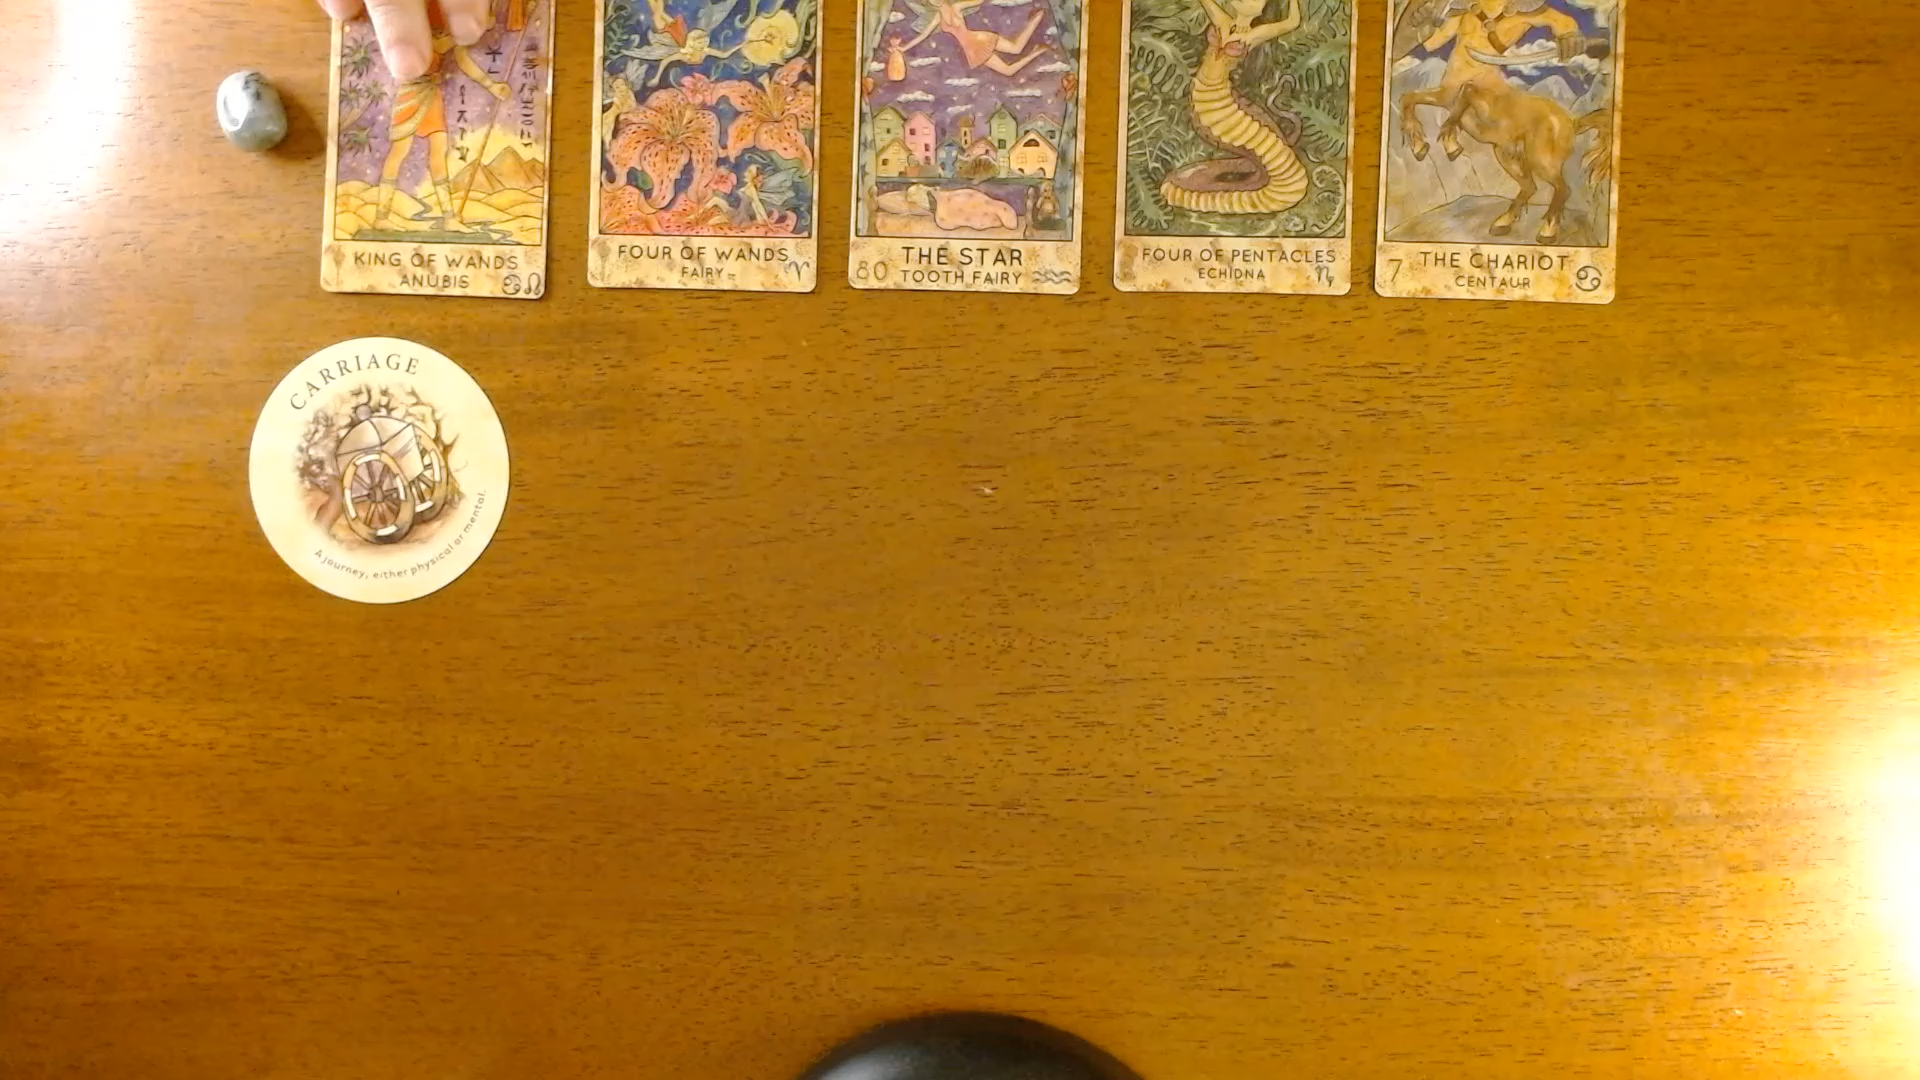 KING OF WANDS
ANUBIS
FOUR OF WANDS
FAIRY
80
THE STAR
TOOTH FAIRY
FOUR OF PENTACLES
ECHIDNA
7
THE CHARIOT
CENTAUR
CARRIAGE
A journey, either physical or mental.